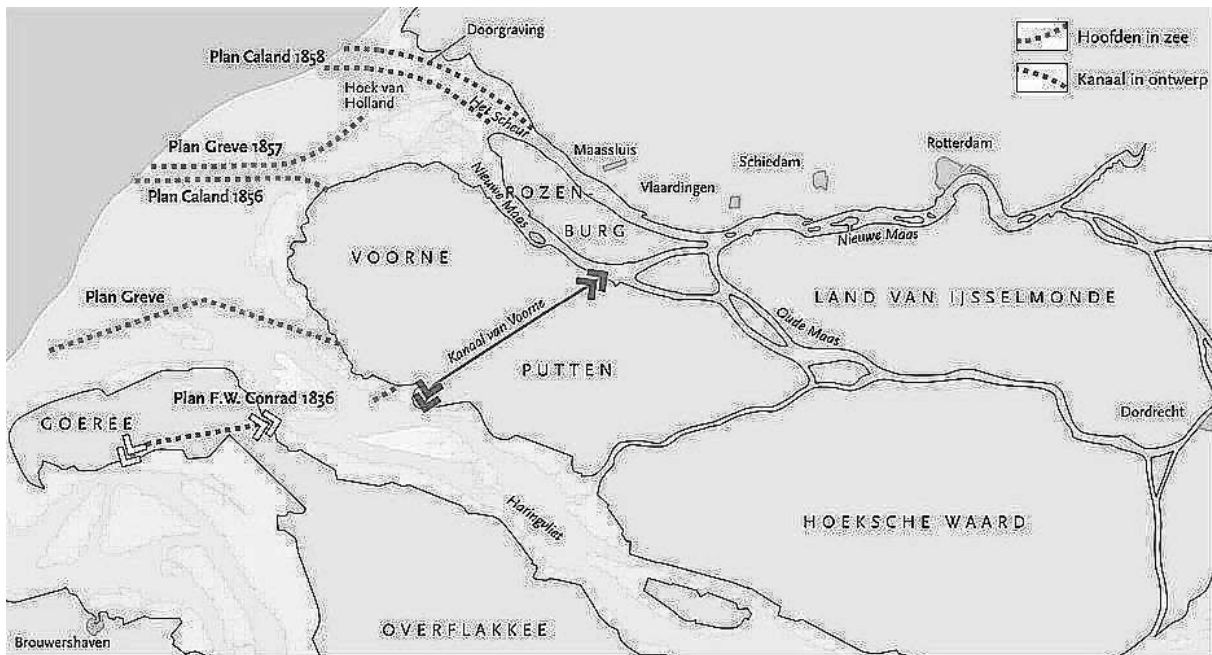 Doorgraving
Hoofden in zee
Plan Caland 1858
Kanaal in ontwerp
Hoek van
Holland
Het Scheur
Plan Greve 1857
Maassluis
Rotterdam
Schiedam
Plan Caland 1856
Nieuwe Maas
ROZEN-
Vlaardingen
BURG
Nieuwe Maas
VOORNE
Plan Greve
LAND VAN IJSSELMONDE
Kanaal van Voorne
Oude Maas
PUTTEN
Plan F.W. Conrad 1836
GOEREE
Dordrecht
Haringvliet
HOEKSCHE WAARD
Brouwershaven
OVERFLAKKEE